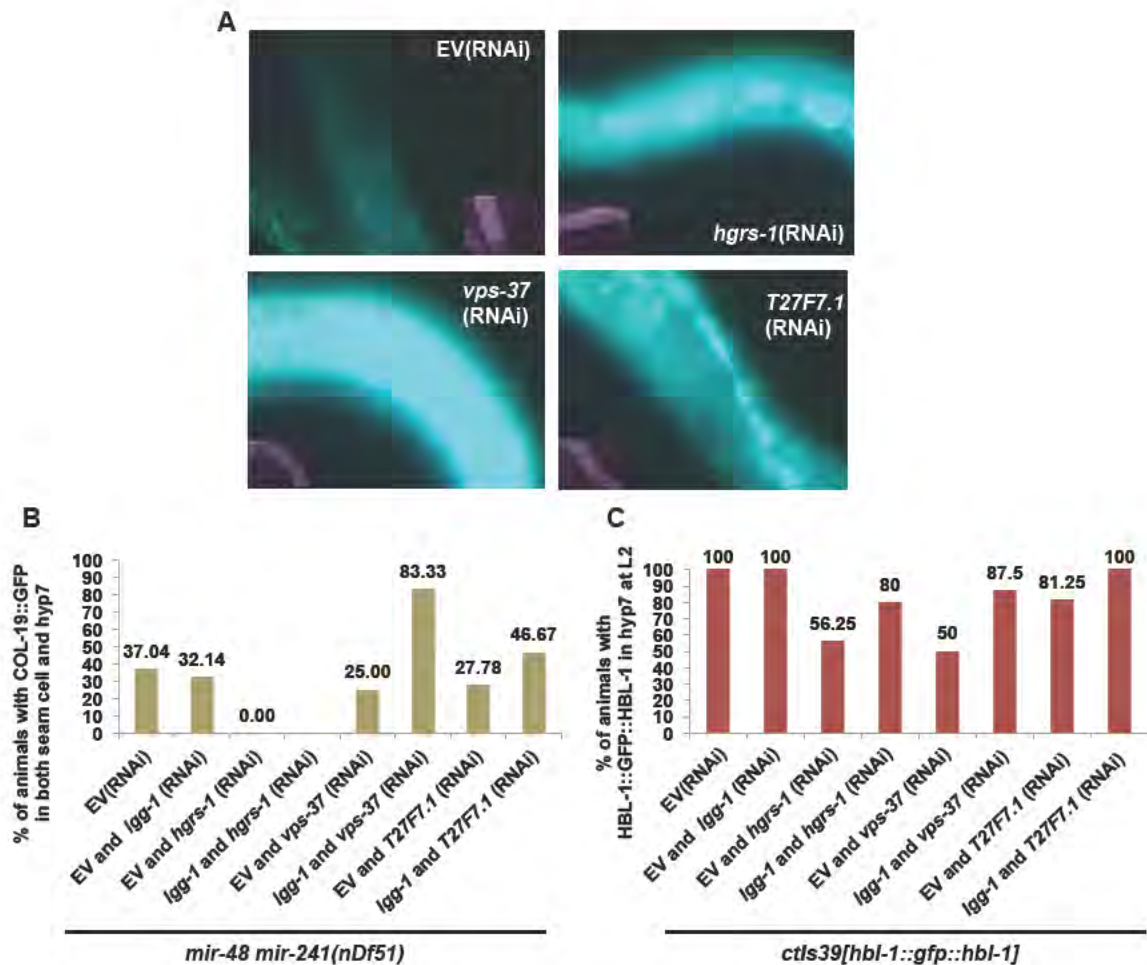 A
EV(RNAi)
hgrs-1(RNAi)
vps-37
(RNAi)
T27F7.1
(RNAi)
B
% of animals with COL-19::GFP
in both seam cell and hyp7
100
90
80
70
60
50
40
30
20
10
0
37.04
32.14
0.00
25.00
83.33
27.78
46.67
EV(RNAi)
EV and lgg-1 (RNAi)
EV and hgrs-1 (RNAi)
lgg-1 and hgrs-1 (RNAi)
EV and vps-37 (RNAi)
lgg-1 and vps-37 (RNAi)
EV and T27F7.1 (RNAi)
lgg-1 and T27F7.1 (RNAi)
mir-48 mir-241(nDf51)
C
% of animals with
HBL-1::GFP::HBL-1 in hyp7 at L2
100
90
80
70
60
50
40
30
20
10
0
100
100
56.25
80
50
87.5
81.25
100
EV(RNAi)
EV and lgg-1 (RNAi)
EV and hgrs-1 (RNAi)
lgg-1 and hgrs-1 (RNAi)
EV and vps-37 (RNAi)
lgg-1 and vps-37 (RNAi)
EV and T27F7.1 (RNAi)
lgg-1 and T27F7.1 (RNAi)
ctIs39[hbl-1::gfp::hbl-1]